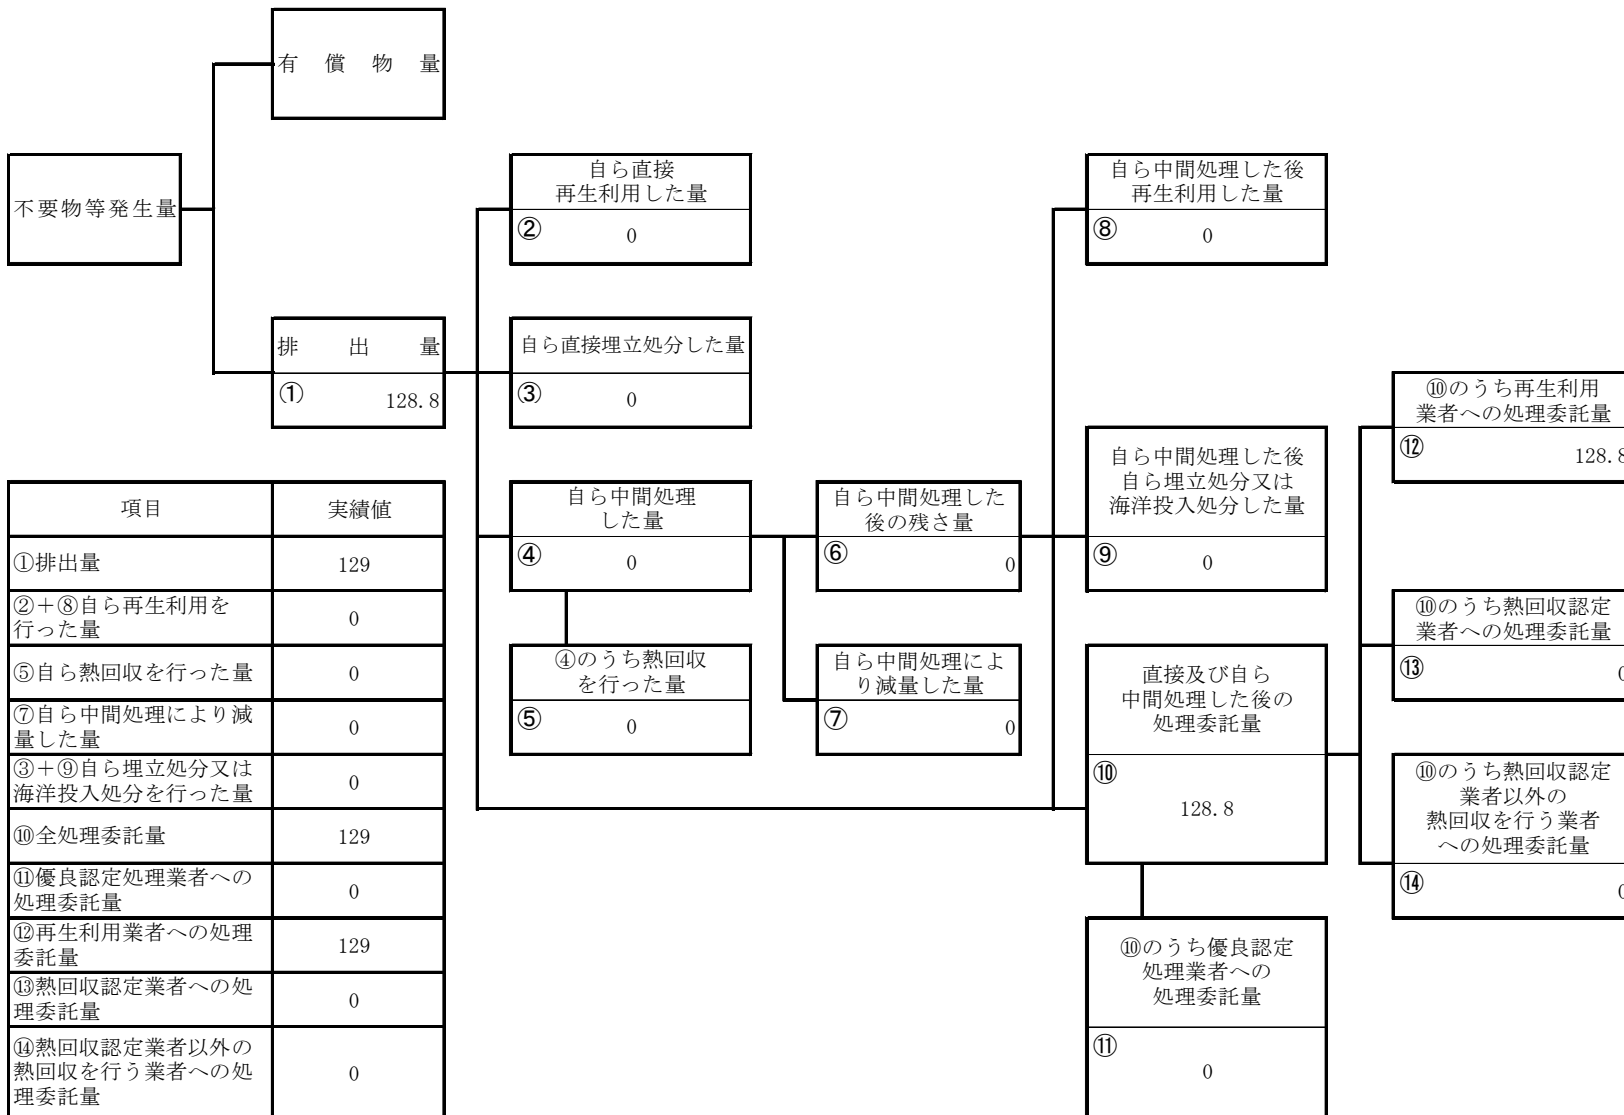 有償物量
不要物等発生量
排出量
①
128.8
自ら直接
再生利用した量
②
0
自ら直接埋立処分した量
③
0
自ら中間処理
した量
④
0
④のうち熱回収
を行った量
⑤
0
自ら中間処理した
後の残さ量
⑥
0
自ら中間処理によ
り減量した量
⑦
0
自ら中間処理した後
再生利用した量
⑧
0
自ら中間処理した後
自ら埋立処分又は
海洋投入処分した量
⑨
0
直接及び自ら
中間処理した後の
処理委託量
⑩
128.8
⑩のうち優良認定
処理業者への
処理委託量
⑪
0
⑩のうち再生利用
業者への処理委託量
⑫
128.8
⑩のうち熱回収認定
業者への処理委託量
⑬
0
⑩のうち熱回収認定
業者以外の
熱回収を行う業者
への処理委託量
⑭
0
項目 実績値
①排出量 129
②+⑧自ら再生利用を
行った量 0
⑤自ら熱回収を行った量 0
⑦自ら中間処理により減
量した量 0
③+⑨自ら埋立処分又は
海洋投入処分を行った量 0
⑩全処理委託量 129
⑪優良認定処理業者への
処理委託量 0
⑫再生利用業者への処理
委託量 129
⑬熱回収認定業者への処
理委託量 0
⑭熱回収認定業者以外の
熱回収を行う業者への処
理委託量 0